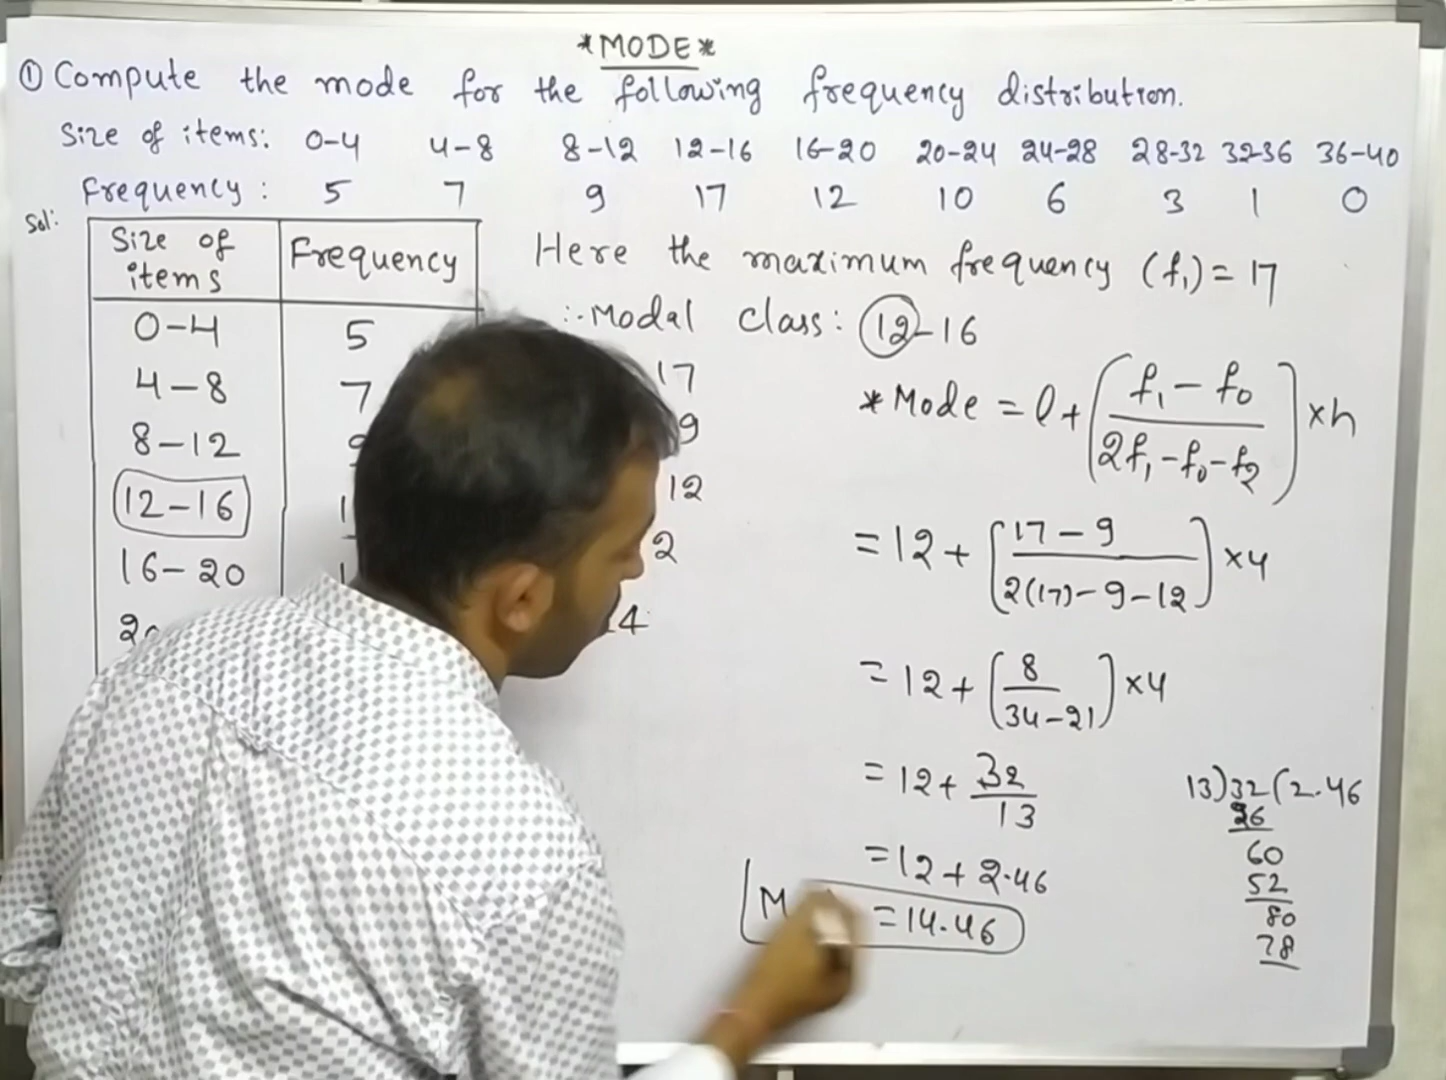 *MODE*
① Compute the mode for the following frequency distribution.
Size of items: 0-4 4-8 8-12 12-16 16-20 20-24 24-28 28-32 32-36 36-40
Frequency: 5 7 9 17 12 10 6 3 1 0
Sol:
Size of items Frequency
0-4 5
4-8 7
8-12
12-16
16-20
Here the maximum frequency (f₁) = 17
∴ Modal class: 12-16
17
9
12
*Mode = l + (f₁ - f₀ / 2f₁ - f₀ - f₂) × h
= 12 + [17 - 9 / 2(17) - 9 - 12] × 4
= 12 + (8 / 34 - 21) × 4
= 12 + 32 / 13
= 12 + 2.46
= 14.46
13)32(2.46
26
60
52
80
78